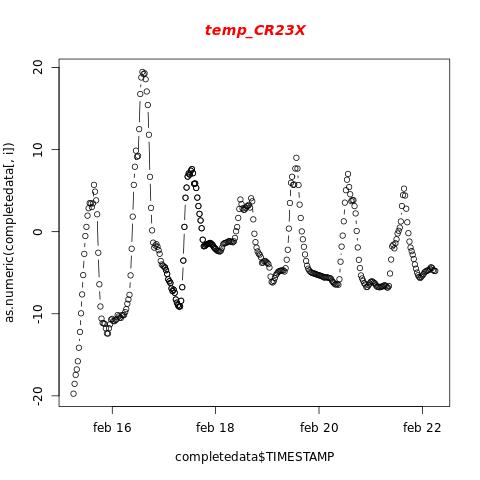 temp_CR23X
as.numeric(completedata[, i])
20
10
0
-10
-20
feb 16
feb 18
feb 20
feb 22
completedata$TIMESTAMP